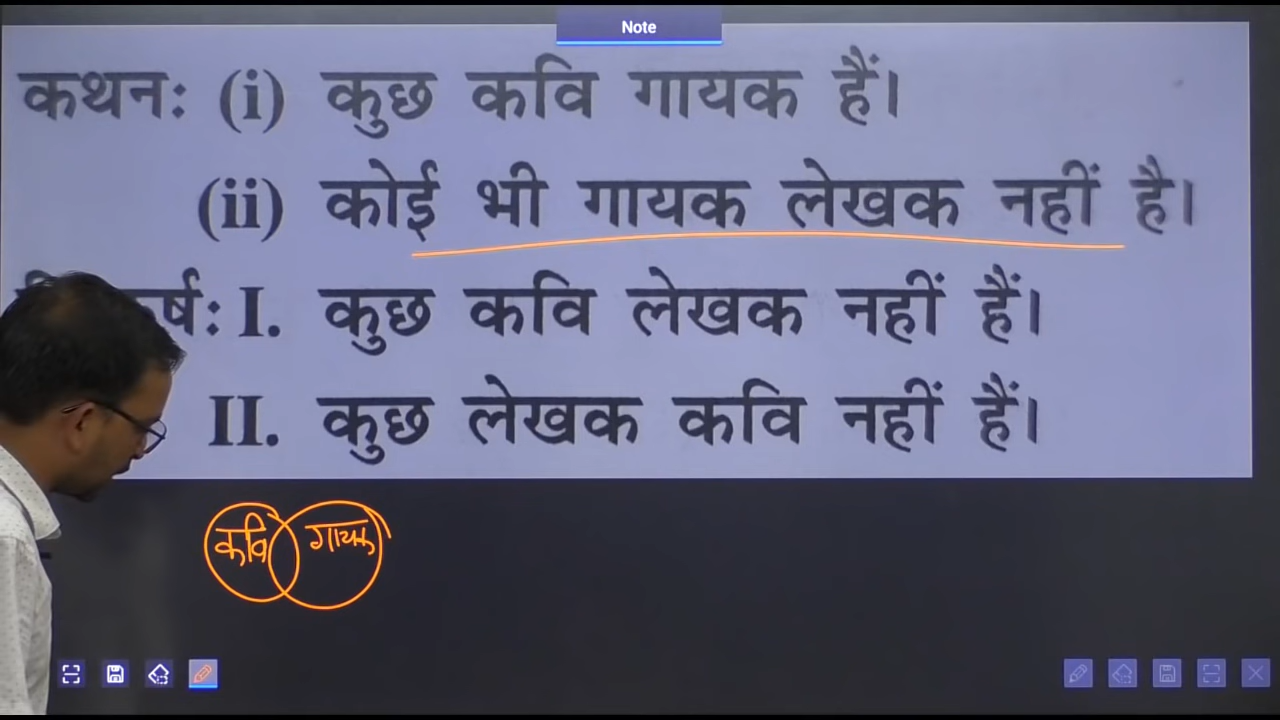 Note
कथनः (i) कुछ कवि गायक हैं।
(ii) कोई भी गायक लेखक नहीं है।
र्षः I. कुछ कवि लेखक नहीं हैं।
II. कुछ लेखक कवि नहीं हैं।
कवि गायक